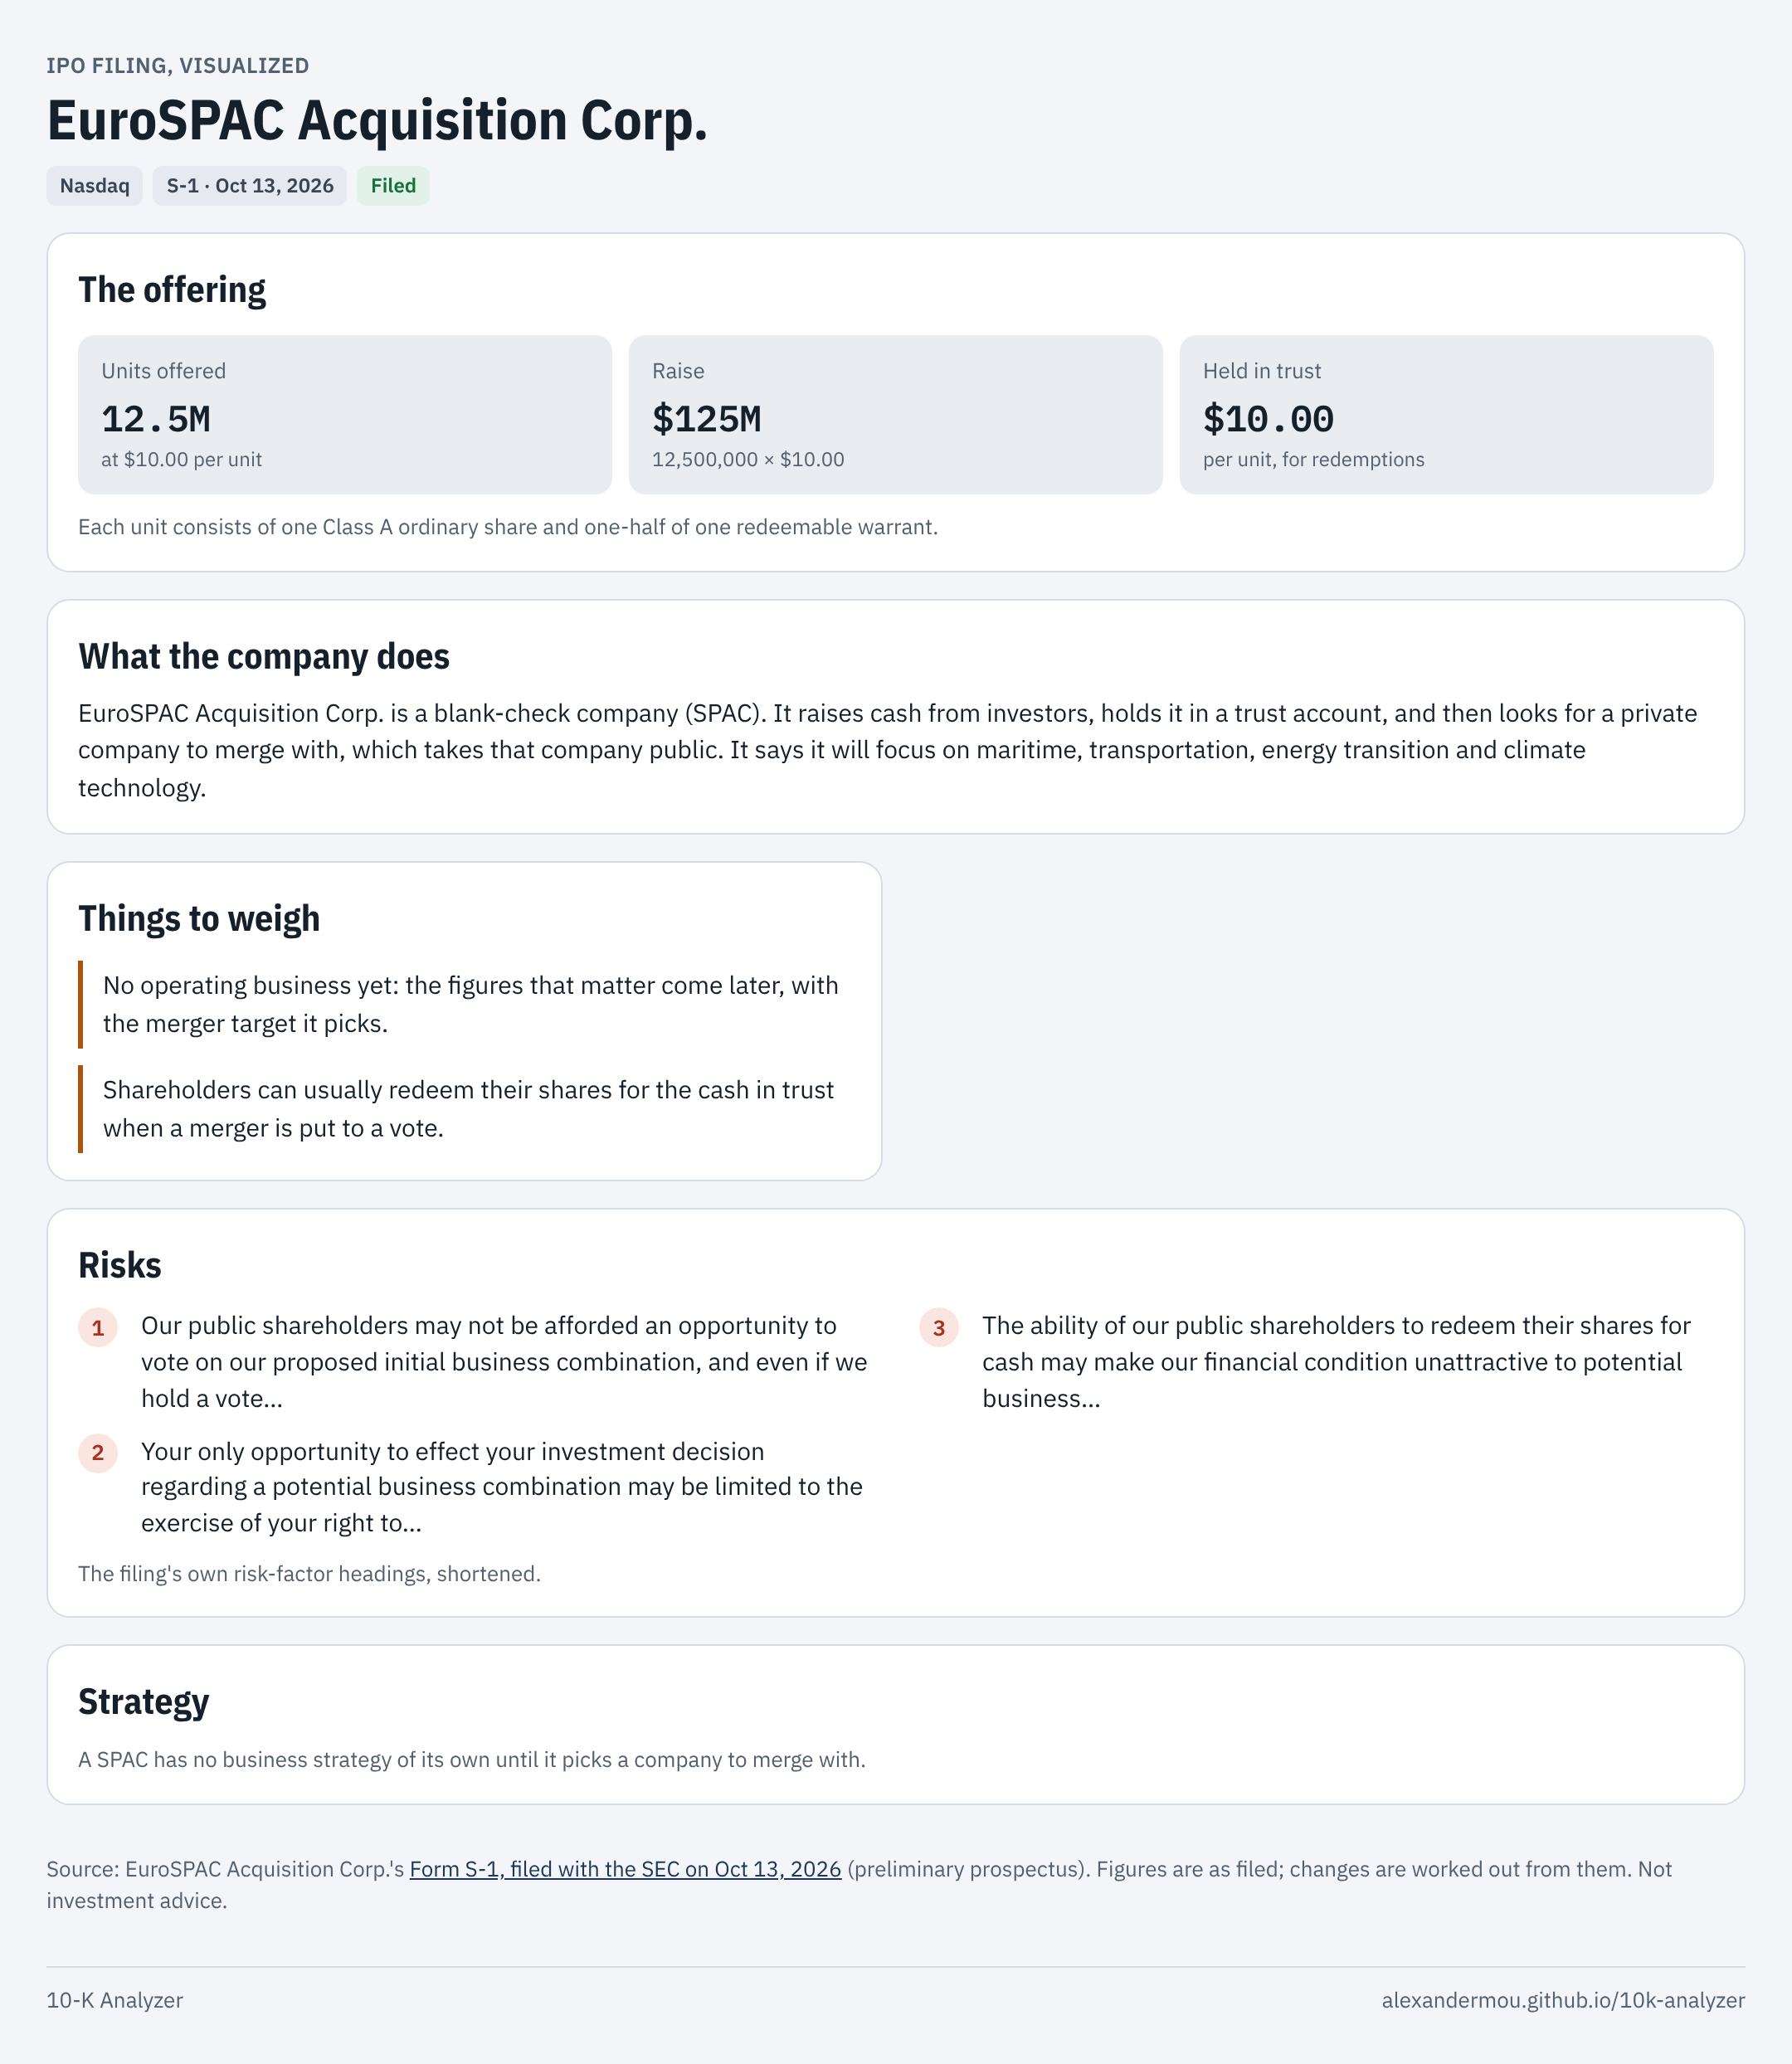 IPO FILING, VISUALIZED
EuroSPAC Acquisition Corp.
Nasdaq
S-1 · Oct 13, 2026
Filed
The offering
Units offered
12.5M
at $10.00 per unit
Raise
$125M
12,500,000 × $10.00
Held in trust
$10.00
per unit, for redemptions
Each unit consists of one Class A ordinary share and one-half of one redeemable warrant.
What the company does
EuroSPAC Acquisition Corp. is a blank-check company (SPAC). It raises cash from investors, holds it in a trust account, and then looks for a private
company to merge with, which takes that company public. It says it will focus on maritime, transportation, energy transition and climate
technology.
Things to weigh
No operating business yet: the figures that matter come later, with
the merger target it picks.
Shareholders can usually redeem their shares for the cash in trust
when a merger is put to a vote.
Risks
1
Our public shareholders may not be afforded an opportunity to
vote on our proposed initial business combination, and even if we
hold a vote…
2
Your only opportunity to effect your investment decision
regarding a potential business combination may be limited to the
exercise of your right to…
3
The ability of our public shareholders to redeem their shares for
cash may make our financial condition unattractive to potential
business…
The filing's own risk-factor headings, shortened.
Strategy
A SPAC has no business strategy of its own until it picks a company to merge with.
Source: EuroSPAC Acquisition Corp.'s Form S-1, filed with the SEC on Oct 13, 2026 (preliminary prospectus). Figures are as filed; changes are worked out from them. Not
investment advice.
10-K Analyzer
alexandermou.github.io/10k-analyzer